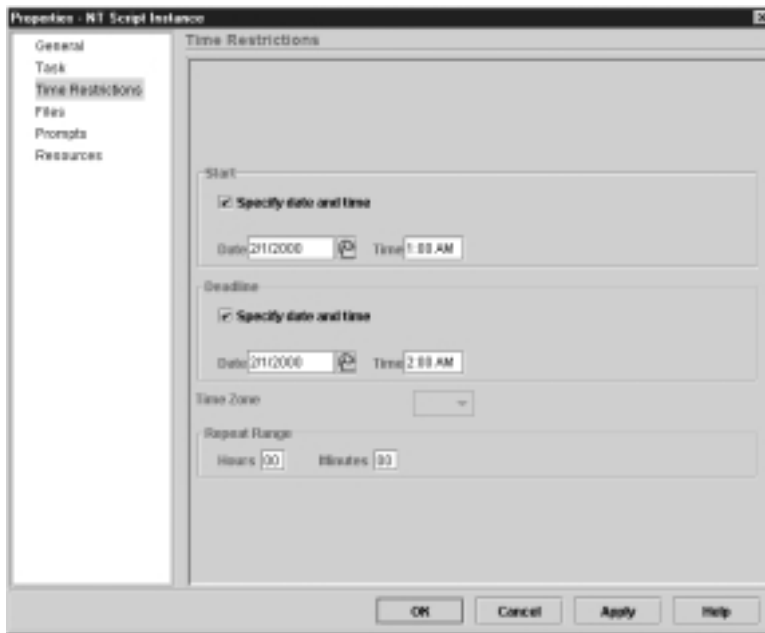 Properties - NT Script Instance
General
Task
Time Restrictions
Files
Prompts
Resources
Time Restrictions
Start
Specify date and time
Date 2/1/2000 Time 1:00 AM
Deadline
Specify date and time
Date 2/1/2000 Time 2:00 AM
Time Zone
Repeat Range
Hours 00 Minutes 00
OK Cancel Apply Help